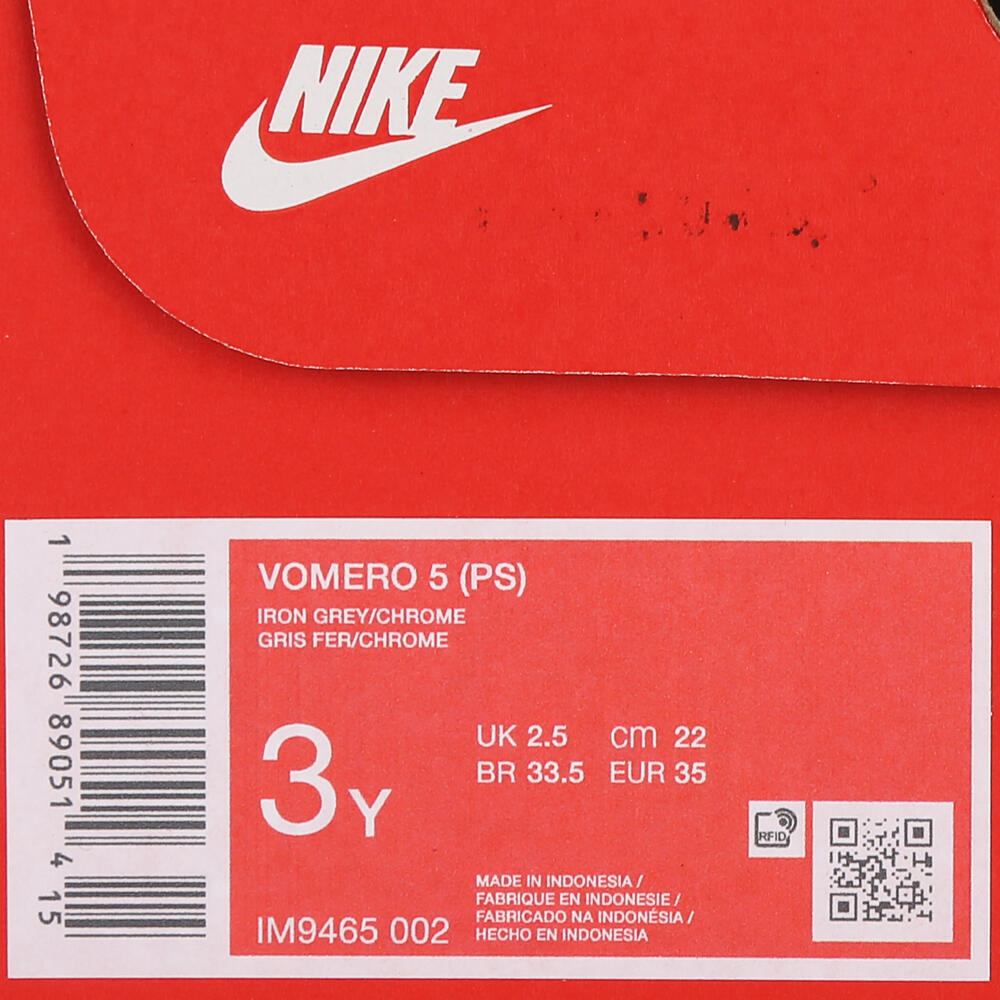 NIKE
VOMERO 5 (PS)
IRON GREY/CHROME
GRIS FER/CHROME
3Y
UK 2.5 cm 22
BR 33.5 EUR 35
RFID
MADE IN INDONESIA /
FABRIQUE EN INDONESIE /
FABRICADO NA INDONÉSIA /
HECHO EN INDONESIA
IM9465 002
1 98726 89051 4 15